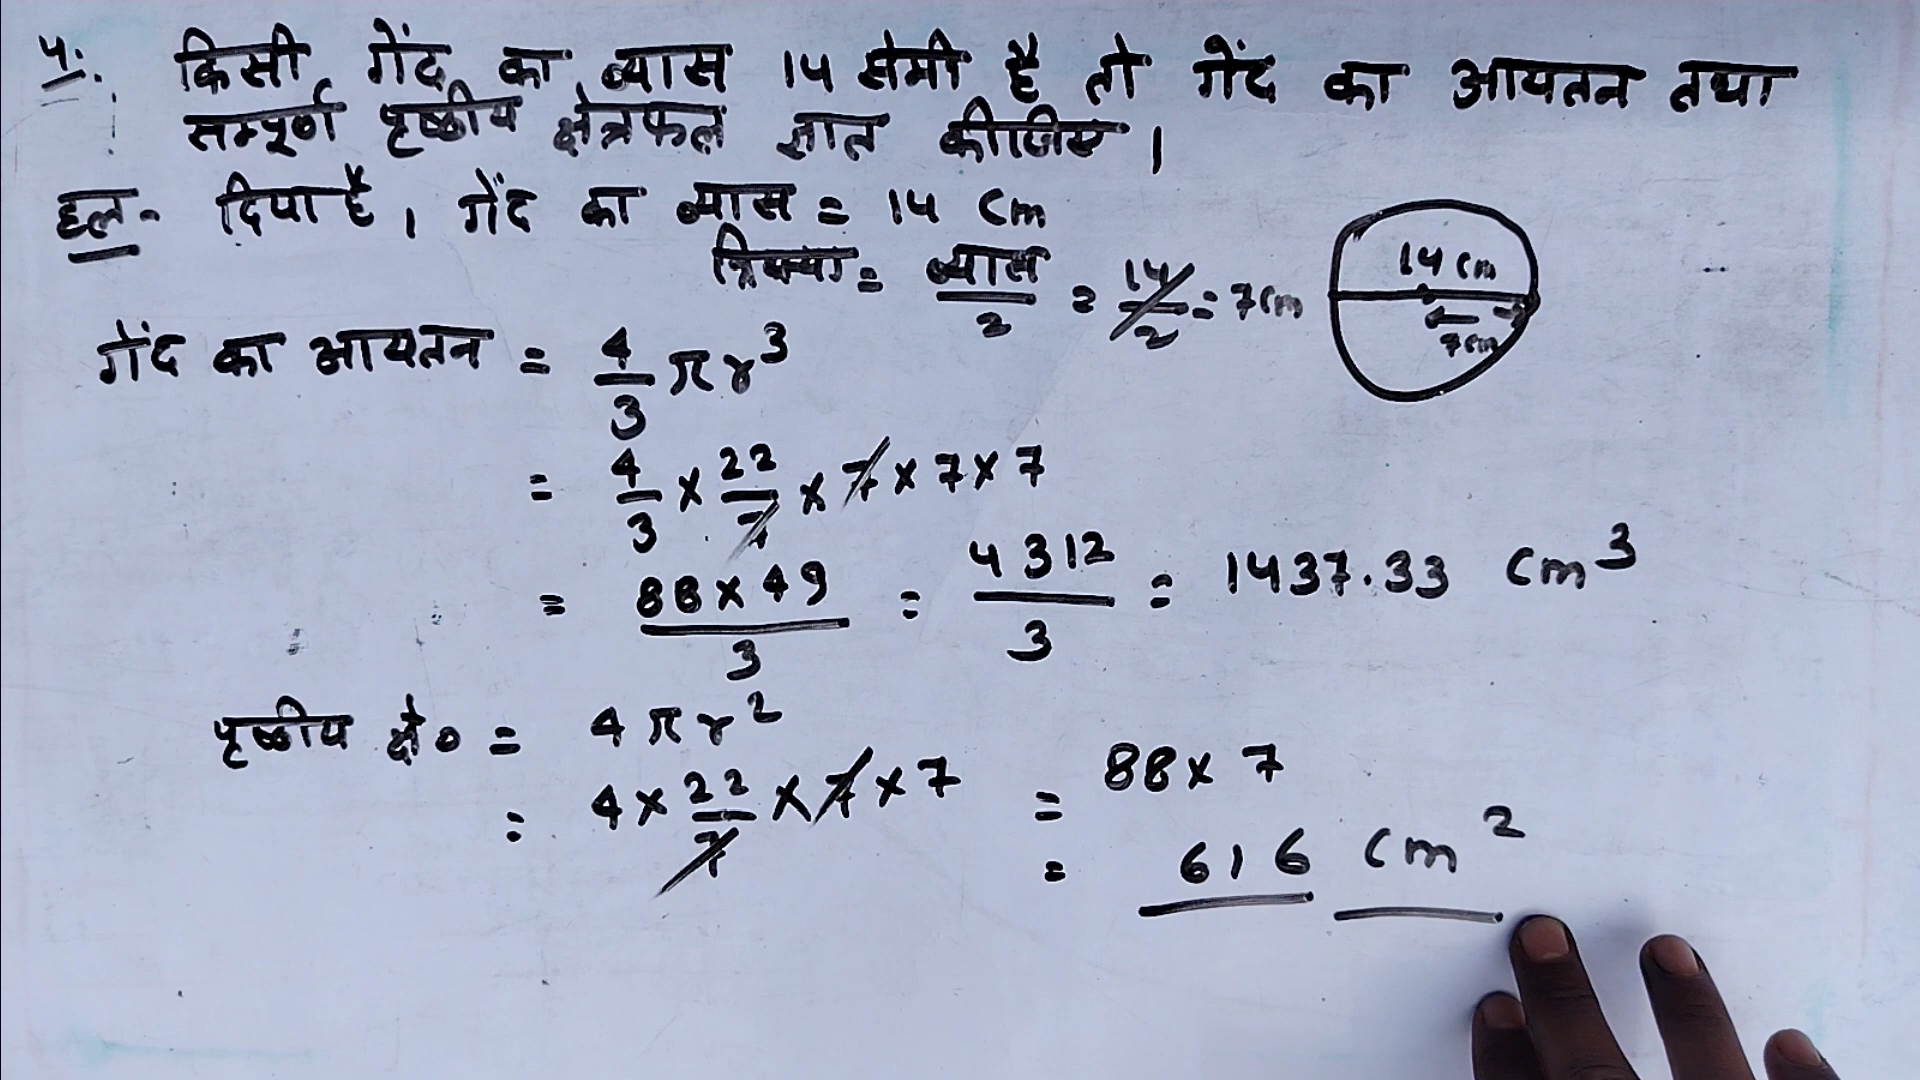 ५. किसी गेंद का व्यास 14 सेमी है तो गेंद का आयतन तथा
सम्पूर्ण पृष्ठीय क्षेत्रफल ज्ञात कीजिए।
हल- दिया है, गेंद का व्यास = 14 cm
त्रिज्या = व्यास/2 = 14/2 = 7cm
14 cm
7cm
गेंद का आयतन = 4/3 πr³
= 4/3 × 22/7 × 7 × 7 × 7
= 88×49/3 = 4312/3 = 1437.33 cm³
पृष्ठीय क्षे० = 4πr²
= 4 × 22/7 × 7 × 7 = 88×7
= 616 cm²